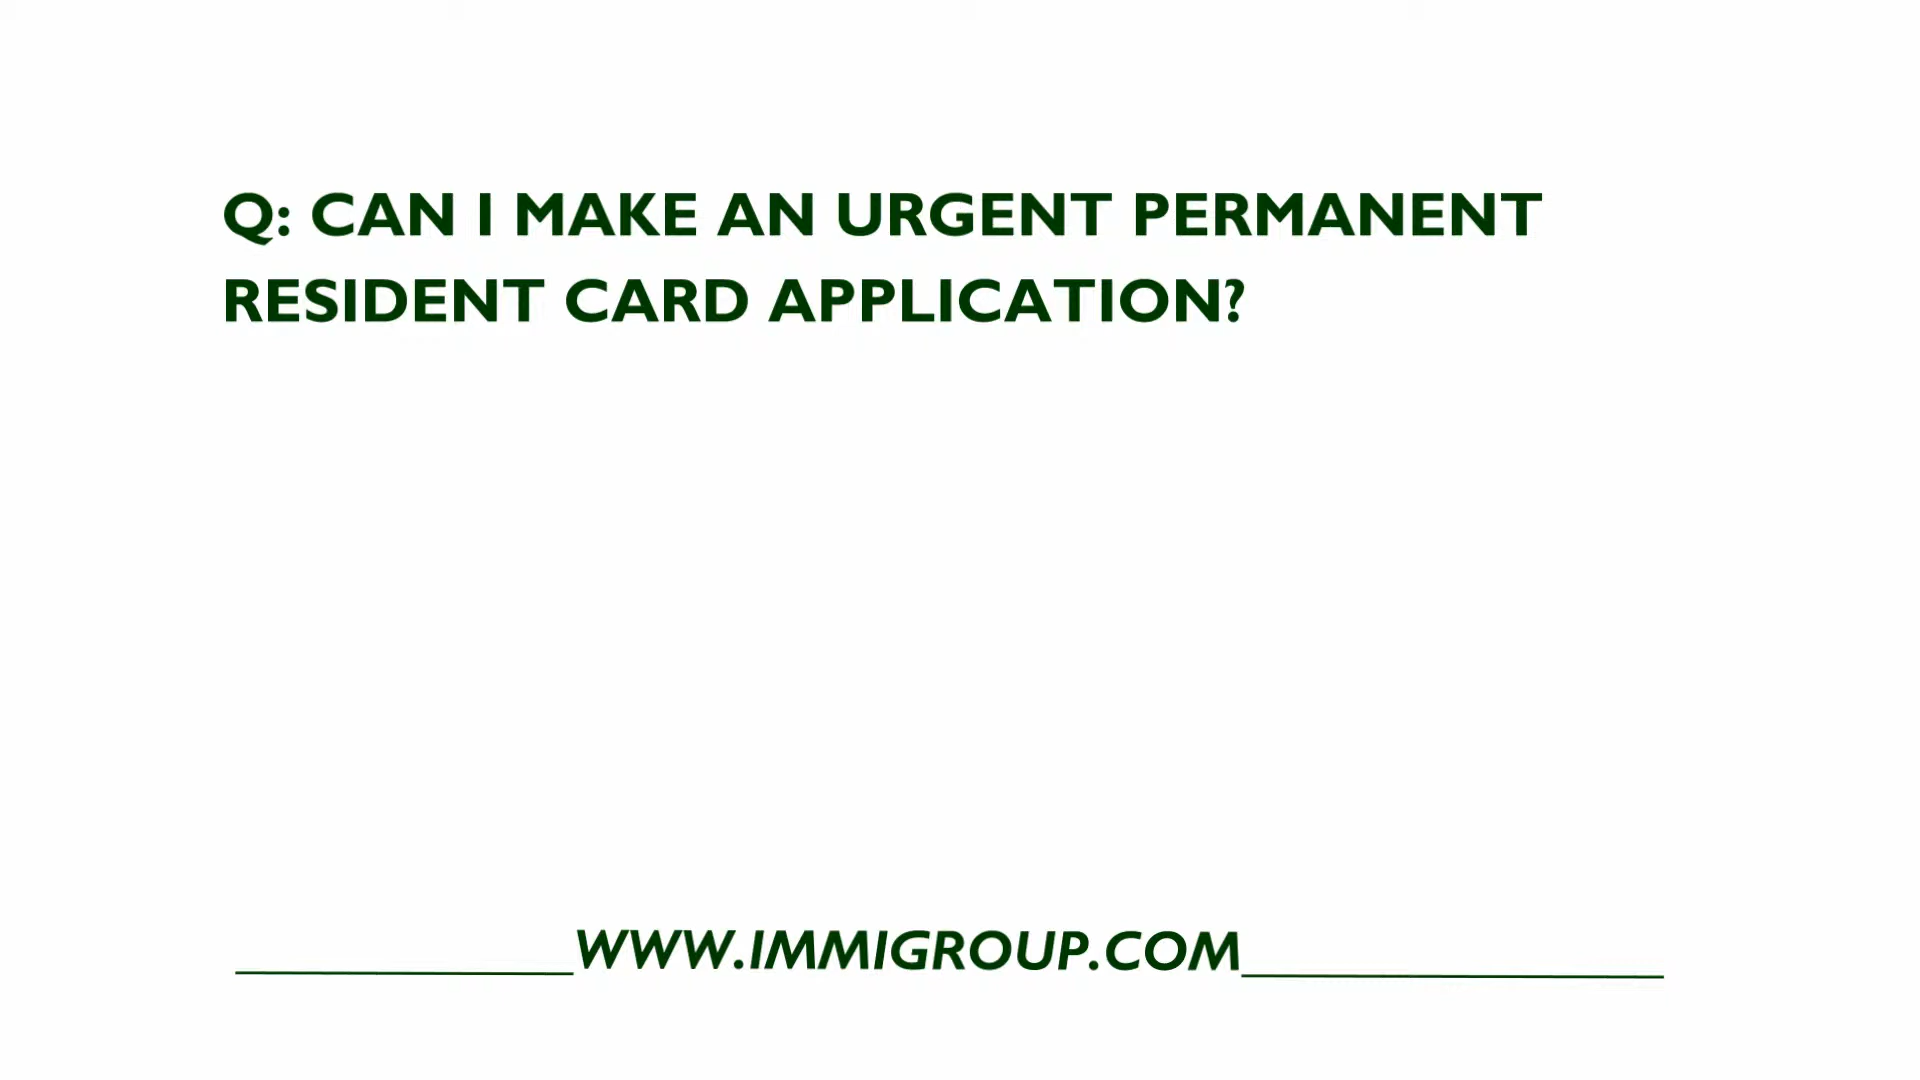 Q: CAN I MAKE AN URGENT PERMANENT
RESIDENT CARD APPLICATION?
WWW.IMMIGROUP.COM